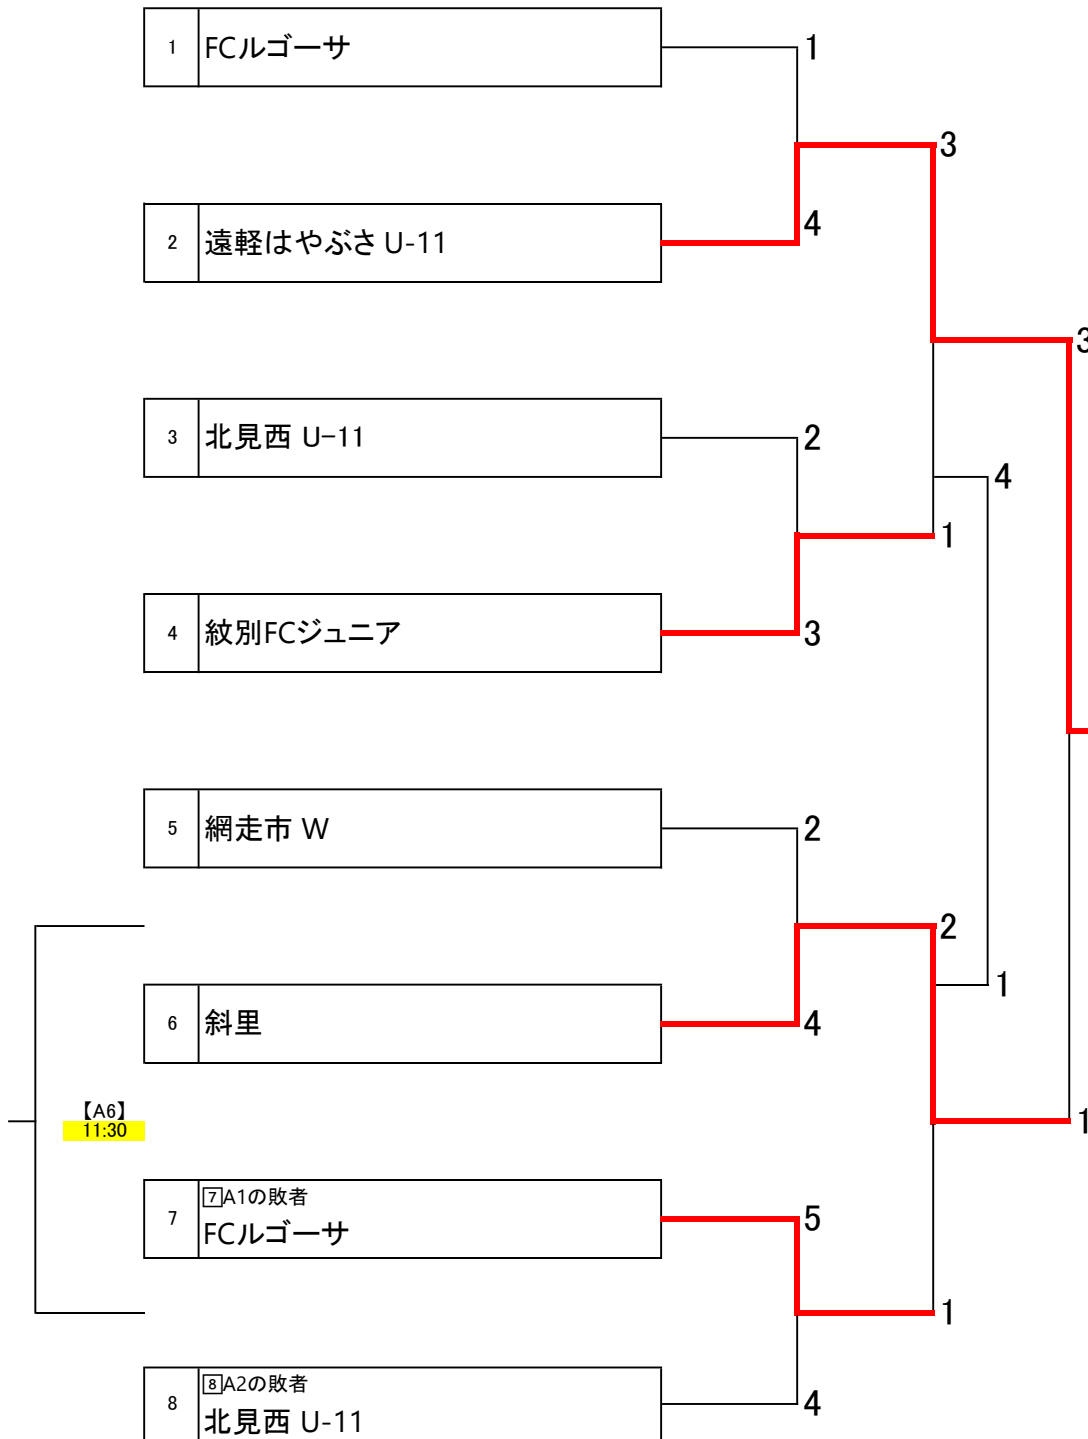 1 FCルゴーサ 1
3
2 遠軽はやぶさ U-11 4
3
3 北見西 U-11 2
4
1
4 紋別FCジュニア 3
5 網走市 W 2
2
1
6 斜里 4
【A6】
11:30
1
7A1の敗者
7 FCルゴーサ 5
1
8A2の敗者
8 北見西 U-11 4